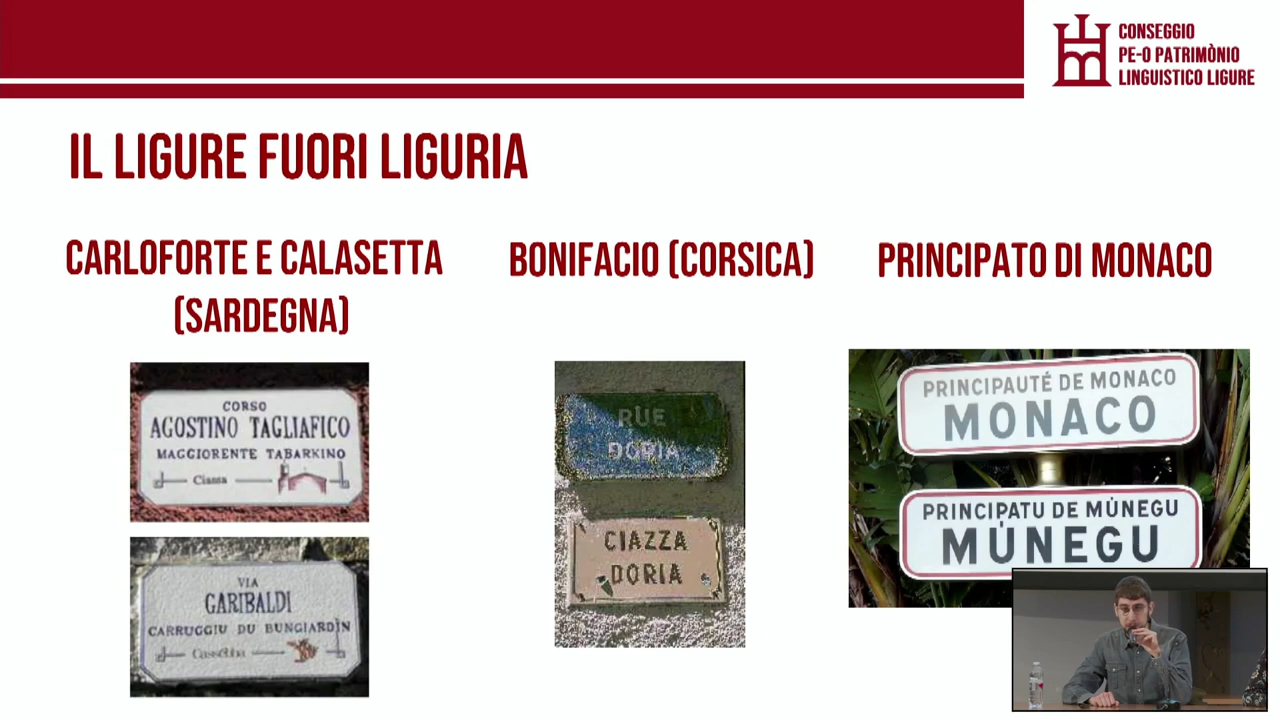 CONSEGGIO
PE-O PATRIMÒNIO
LINGUISTICO LIGURE
IL LIGURE FUORI LIGURIA
CARLOFORTE E CALASETTA
(SARDEGNA)
CORSO
AGOSTINO TAGLIAFICO
MAGGIORENTE TABARKINO
Ciassa
VIA
GARIBALDI
CARRUGGIU DU BUNGIARDIN
BONIFACIO (CORSICA)
RUE
DORIA
CIAZZA
DORIA
PRINCIPATO DI MONACO
PRINCIPAUTÉ DE MONACO
MONACO
PRINCIPATU DE MÙNEGU
MÙNEGU